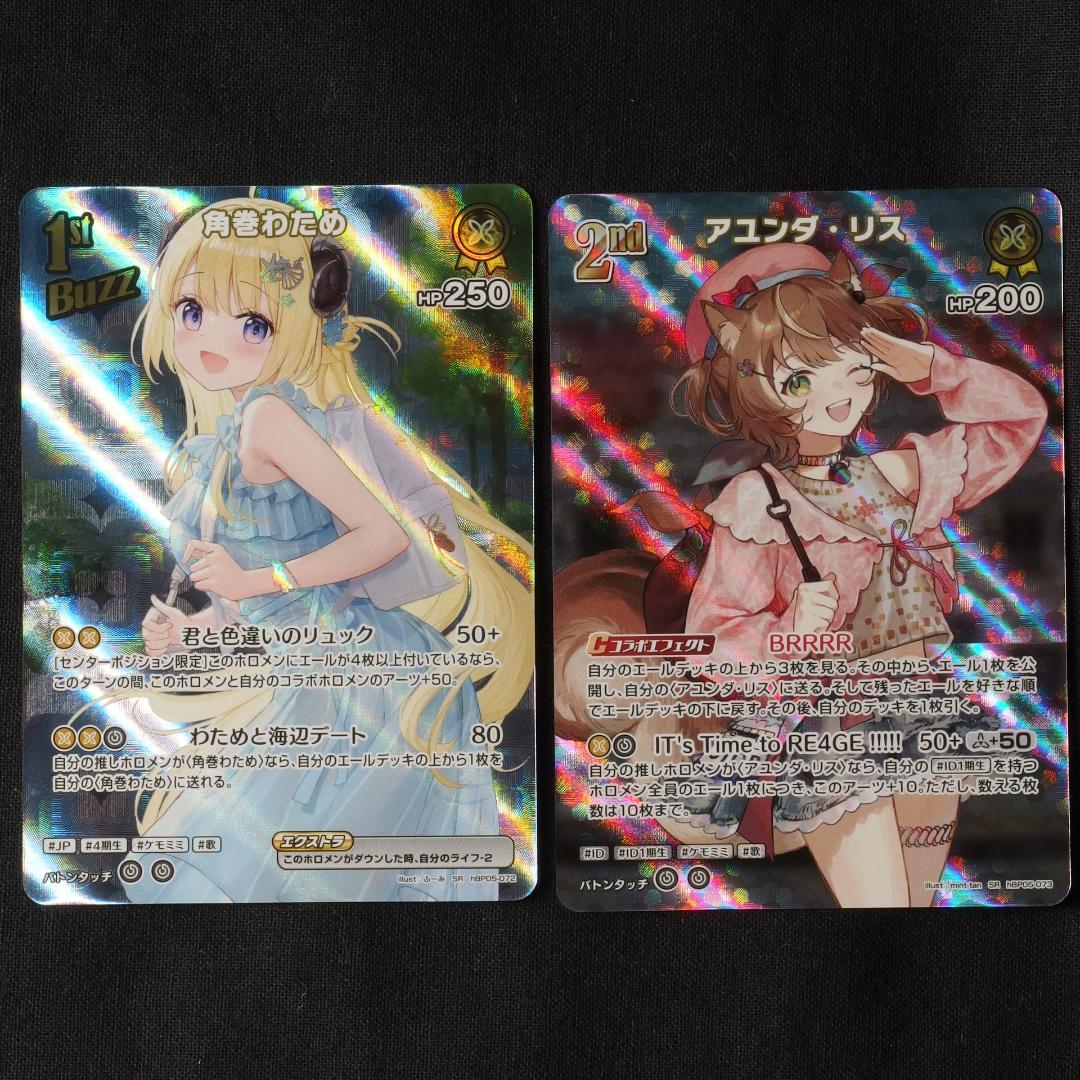 1st
Buzz
角巻わため
HP250
君と色違いのリュック 50+
[センターポジション限定]このホロメンにエールが4枚以上付いているなら、
このターンの間、このホロメンと自分のコラボホロメンのアーツ+50。
わためと海辺デート 80
自分の推しホロメンが〈角巻わため〉なら、自分のエールデッキの上から1枚を
自分の〈角巻わため〉に送れる。
#JP #4期生 #ケモミミ #歌
エクストラ
このホロメンがダウンした時、自分のライフ-2
バトンタッチ
illust:ふーみ SR hBP05-072
2nd
アユンダ・リス
HP200
コラボエフェクト BRRRR
自分のエールデッキの上から3枚を見る。その中から、エール1枚を公
開し、自分の〈アユンダ・リス〉に送る。そして残ったエールを好きな順
でエールデッキの下に戻す。その後、自分のデッキを1枚引く。
IT's Time to RE4GE !!!!! 50+ +50
自分の推しホロメンが〈アユンダ・リス〉なら、自分の #ID1期生 を持つ
ホロメン全員のエール1枚につき、このアーツ+10。ただし、数える枚
数は10枚まで。
#ID #ID1期生 #ケモミミ #歌
バトンタッチ
illust:mint-tan SR hBP05-073